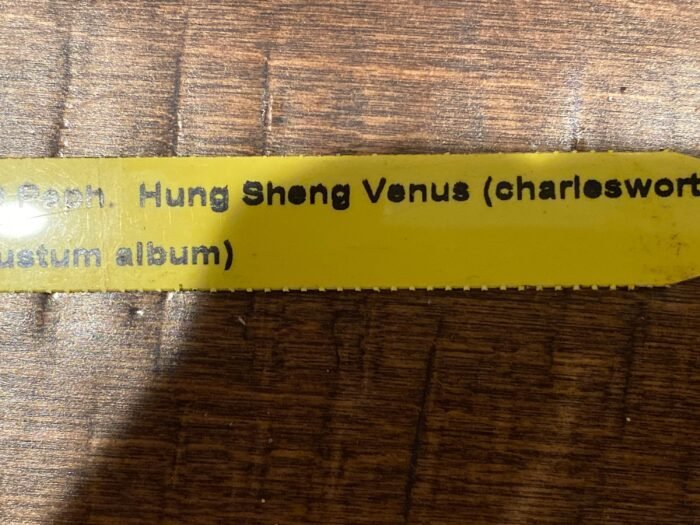 Paph. Hung Sheng Venus (charleswort
ustum album)